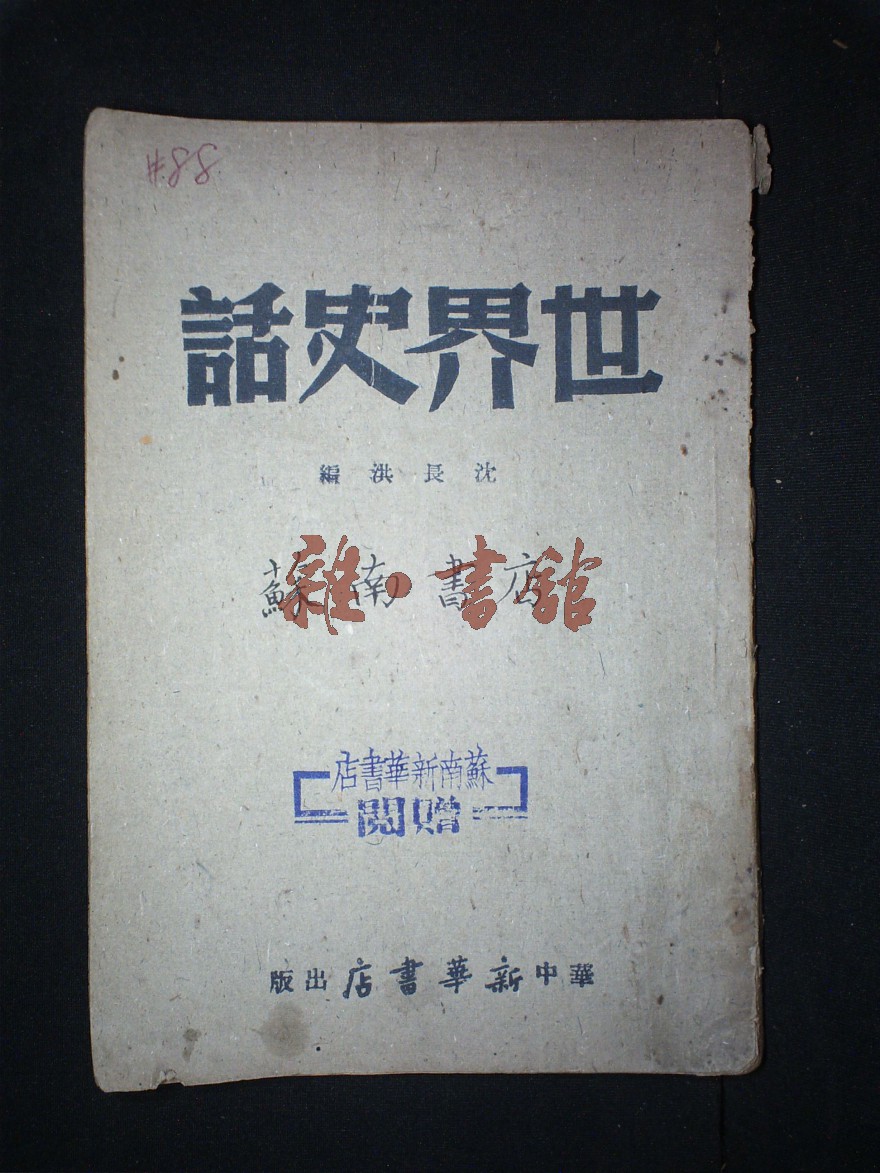 #88
世界史話
沈長洪編
蘇南書店
雜·書館
蘇南新華書店
贈閱
華中新華書店出版